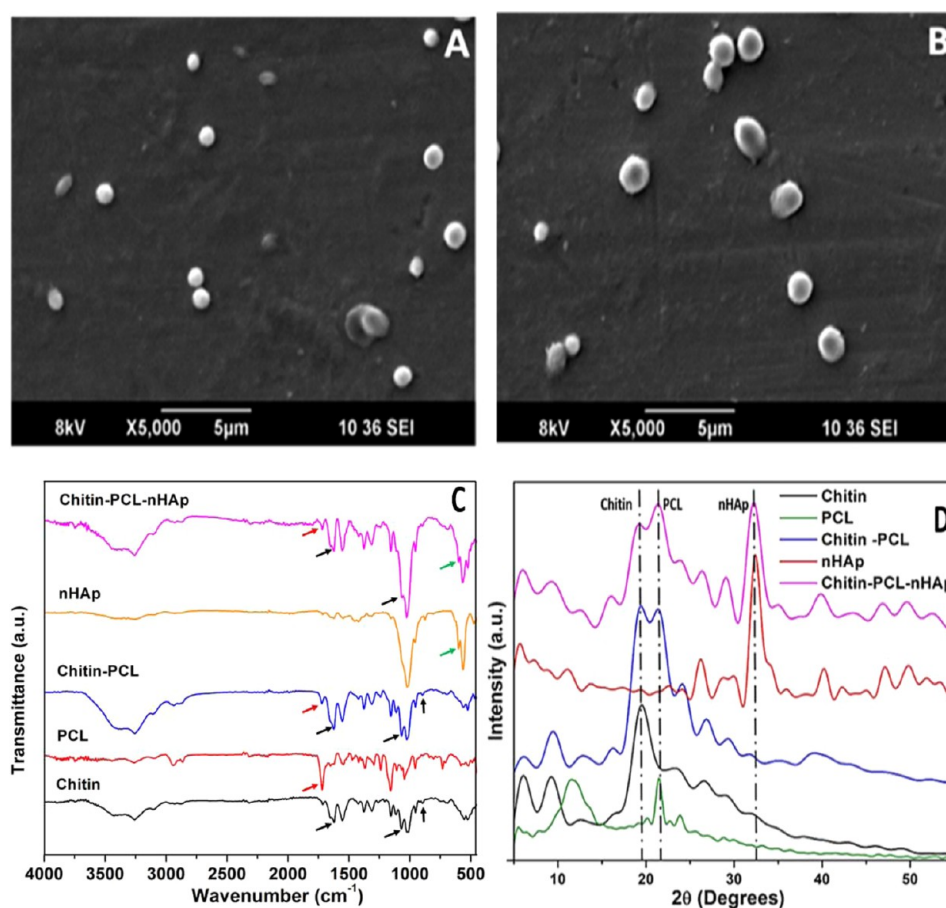 A
8kV X5,000 5µm 10 36 SEI
B
8kV X5,000 5µm 10 36 SEI
C
Chitin-PCL-nHAp
nHAp
Chitin-PCL
PCL
Chitin
Transmittance (a.u.)
4000 3500 3000 2500 2000 1500 1000 500
Wavenumber (cm⁻¹)
D
Chitin PCL nHAp
Chitin
PCL
Chitin -PCL
nHAp
Chitin-PCL-nHAp
Intensity (a.u.)
10 20 30 40 50
2θ (Degrees)